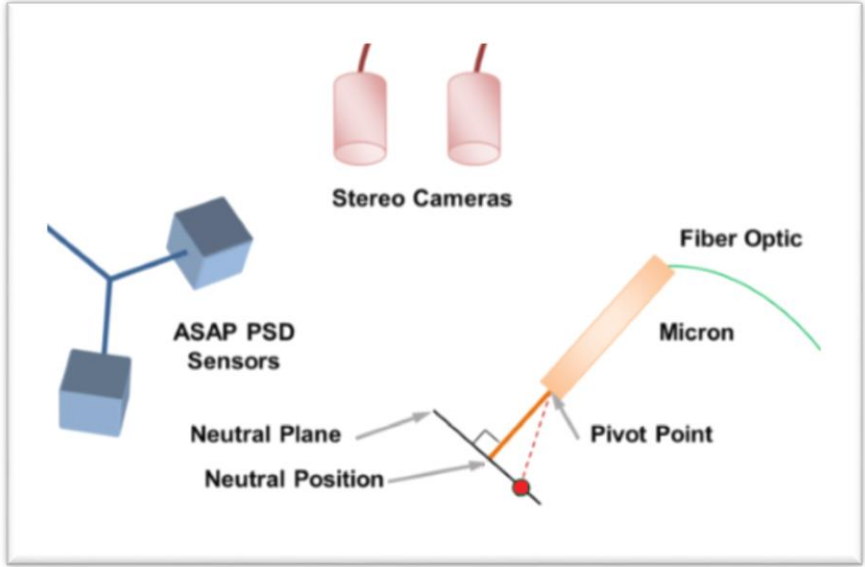 Stereo Cameras
Fiber Optic
ASAP PSD
Sensors
Micron
Neutral Plane
Pivot Point
Neutral Position